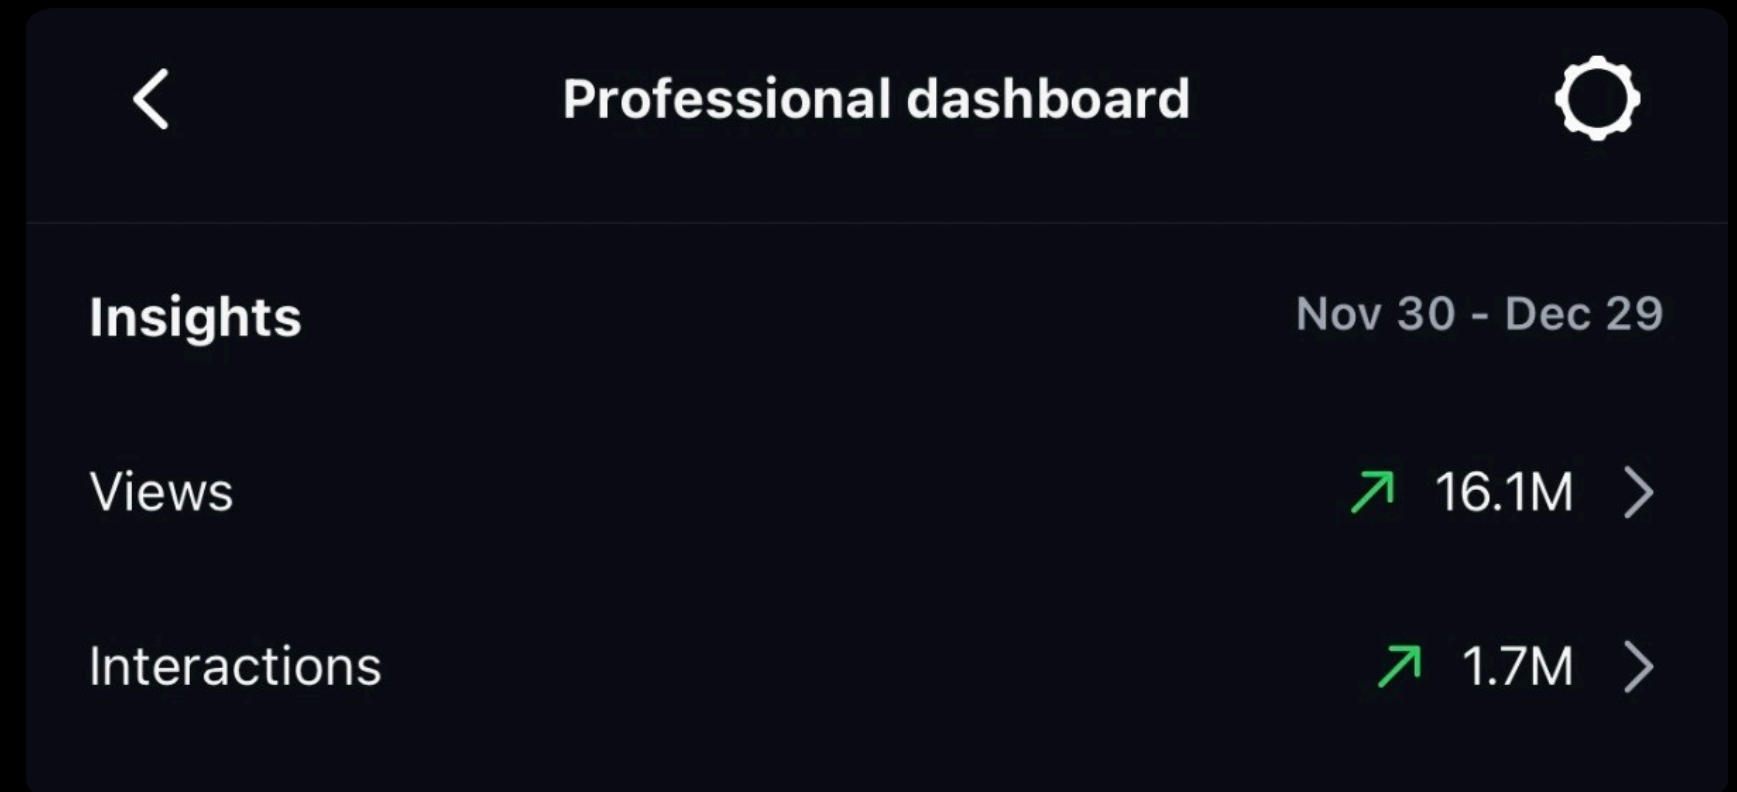 Professional dashboard
Insights
Nov 30 - Dec 29
Views
16.1M
Interactions
1.7M